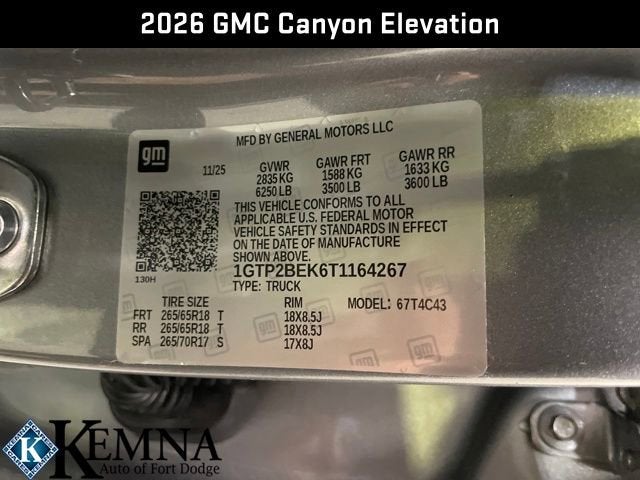 2026 GMC Canyon Elevation
MFD BY GENERAL MOTORS LLC
gm
11/25 GVWR GAWR FRT GAWR RR
2835 KG 1588 KG 1633 KG
6250 LB 3500 LB 3600 LB
THIS VEHICLE CONFORMS TO ALL
APPLICABLE U.S. FEDERAL MOTOR
VEHICLE SAFETY STANDARDS IN EFFECT
ON THE DATE OF MANUFACTURE
SHOWN ABOVE.
130H
1GTP2BEK6T1164267
TYPE: TRUCK
TIRE SIZE RIM MODEL: 67T4C43
FRT 265/65R18 T 18X8.5J
RR 265/65R18 T 18X8.5J
SPA 265/70R17 S 17X8J
K KEMNA
Auto of Fort Dodge